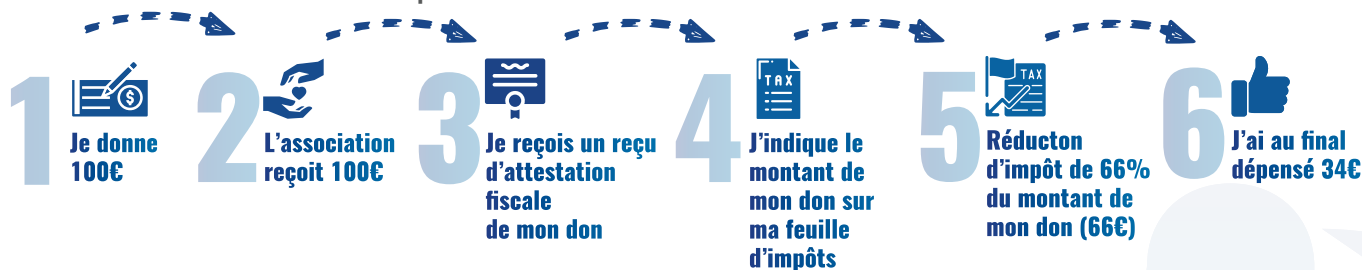 1
Je donne
100€
2
L'association
reçoit 100€
3
Je reçois un reçu
d'attestation
fiscale
de mon don
4
TAX
J'indique le
montant de
mon don sur
ma feuille
d'impôts
5
TAX
Réducton
d'impôt de 66%
du montant de
mon don (66€)
6
J'ai au final
dépensé 34€